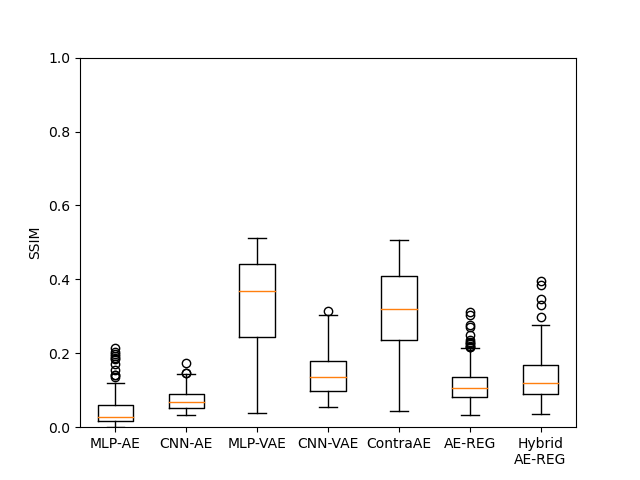 1.0
0.8
0.6
0.4
0.2
0.0
SSIM
MLP-AE
CNN-AE
MLP-VAE
CNN-VAE
ContraAE
AE-REG
Hybrid
AE-REG